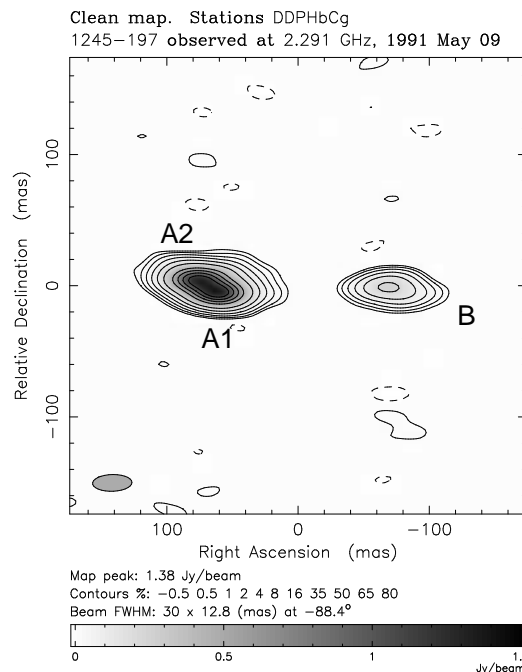 Clean map. Stations DDPHbCg
1245−197 observed at 2.291 GHz, 1991 May 09
Relative Declination (mas)
100
0
−100
A2
A1
B
100 0 −100
Right Ascension (mas)
Map peak: 1.38 Jy/beam
Contours %: −0.5 0.5 1 2 4 8 16 35 50 65 80
Beam FWHM: 30 x 12.8 (mas) at −88.4°
0 0.5 1
Jy/beam